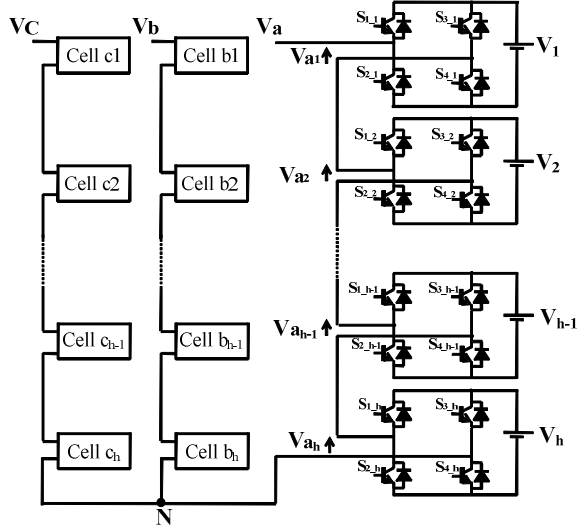 VC
Vb
Va
Cell c1
Cell b1
Va1
S1_1
S3_1
S2_1
S4_1
V1
Cell c2
Cell b2
Va2
S1_2
S3_2
S2_2
S4_2
V2
Cell ch-1
Cell bh-1
Vah-1
S1_h-1
S3_h-1
S2_h-1
S4_h-1
Vh-1
Cell ch
Cell bh
Vah
S1_h
S3_h
S2_h
S4_h
Vh
N